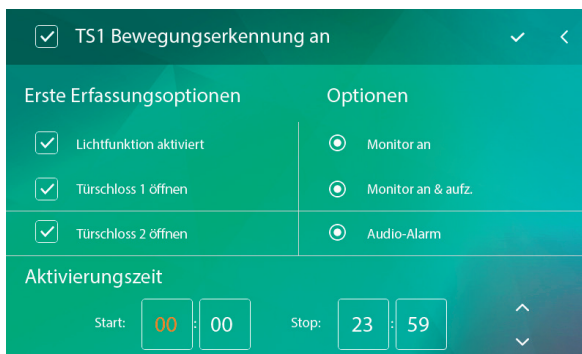 TS1 Bewegungserkennung an
Erste Erfassungsoptionen
Optionen
Lichtfunktion aktiviert
Monitor an
Türschloss 1 öffnen
Monitor an & aufz.
Türschloss 2 öffnen
Audio-Alarm
Aktivierungszeit
Start: 00 : 00 Stop: 23 : 59